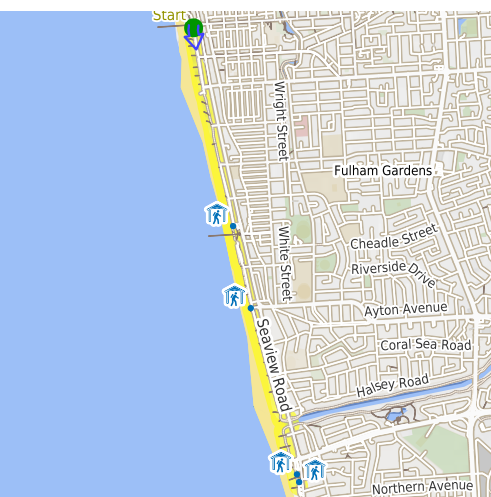 Start
Wright Street
Fulham Gardens
Cheadle Street
White Street
Riverside Drive
Ayton Avenue
Seaview Road
Coral Sea Road
Halsey Road
Northern Avenue